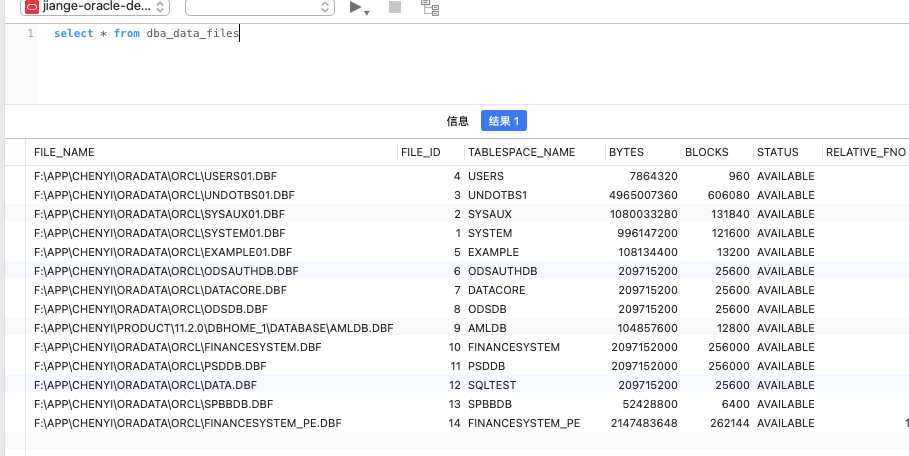 jiange-oracle-de...
1 select * from dba_data_files
信息 结果 1
FILE_NAME FILE_ID TABLESPACE_NAME BYTES BLOCKS STATUS RELATIVE_FNO
F:\APP\CHENYI\ORADATA\ORCL\USERS01.DBF 4 USERS 7864320 960 AVAILABLE
F:\APP\CHENYI\ORADATA\ORCL\UNDOTBS01.DBF 3 UNDOTBS1 4965007360 606080 AVAILABLE
F:\APP\CHENYI\ORADATA\ORCL\SYSAUX01.DBF 2 SYSAUX 1080033280 131840 AVAILABLE
F:\APP\CHENYI\ORADATA\ORCL\SYSTEM01.DBF 1 SYSTEM 996147200 121600 AVAILABLE
F:\APP\CHENYI\ORADATA\ORCL\EXAMPLE01.DBF 5 EXAMPLE 108134400 13200 AVAILABLE
F:\APP\CHENYI\ORADATA\ORCL\ODSAUTHDB.DBF 6 ODSAUTHDB 209715200 25600 AVAILABLE
F:\APP\CHENYI\ORADATA\ORCL\DATACORE.DBF 7 DATACORE 209715200 25600 AVAILABLE
F:\APP\CHENYI\ORADATA\ORCL\ODSDB.DBF 8 ODSDB 209715200 25600 AVAILABLE
F:\APP\CHENYI\PRODUCT\11.2.0\DBHOME_1\DATABASE\AMLDB.DBF 9 AMLDB 104857600 12800 AVAILABLE
F:\APP\CHENYI\ORADATA\ORCL\FINANCESYSTEM.DBF 10 FINANCESYSTEM 2097152000 256000 AVAILABLE
F:\APP\CHENYI\ORADATA\ORCL\PSDDB.DBF 11 PSDDB 2097152000 256000 AVAILABLE
F:\APP\CHENYI\ORADATA\ORCL\DATA.DBF 12 SQLTEST 209715200 25600 AVAILABLE
F:\APP\CHENYI\ORADATA\ORCL\SPBBDB.DBF 13 SPBBDB 52428800 6400 AVAILABLE
F:\APP\CHENYI\ORADATA\ORCL\FINANCESYSTEM_PE.DBF 14 FINANCESYSTEM_PE 2147483648 262144 AVAILABLE 1